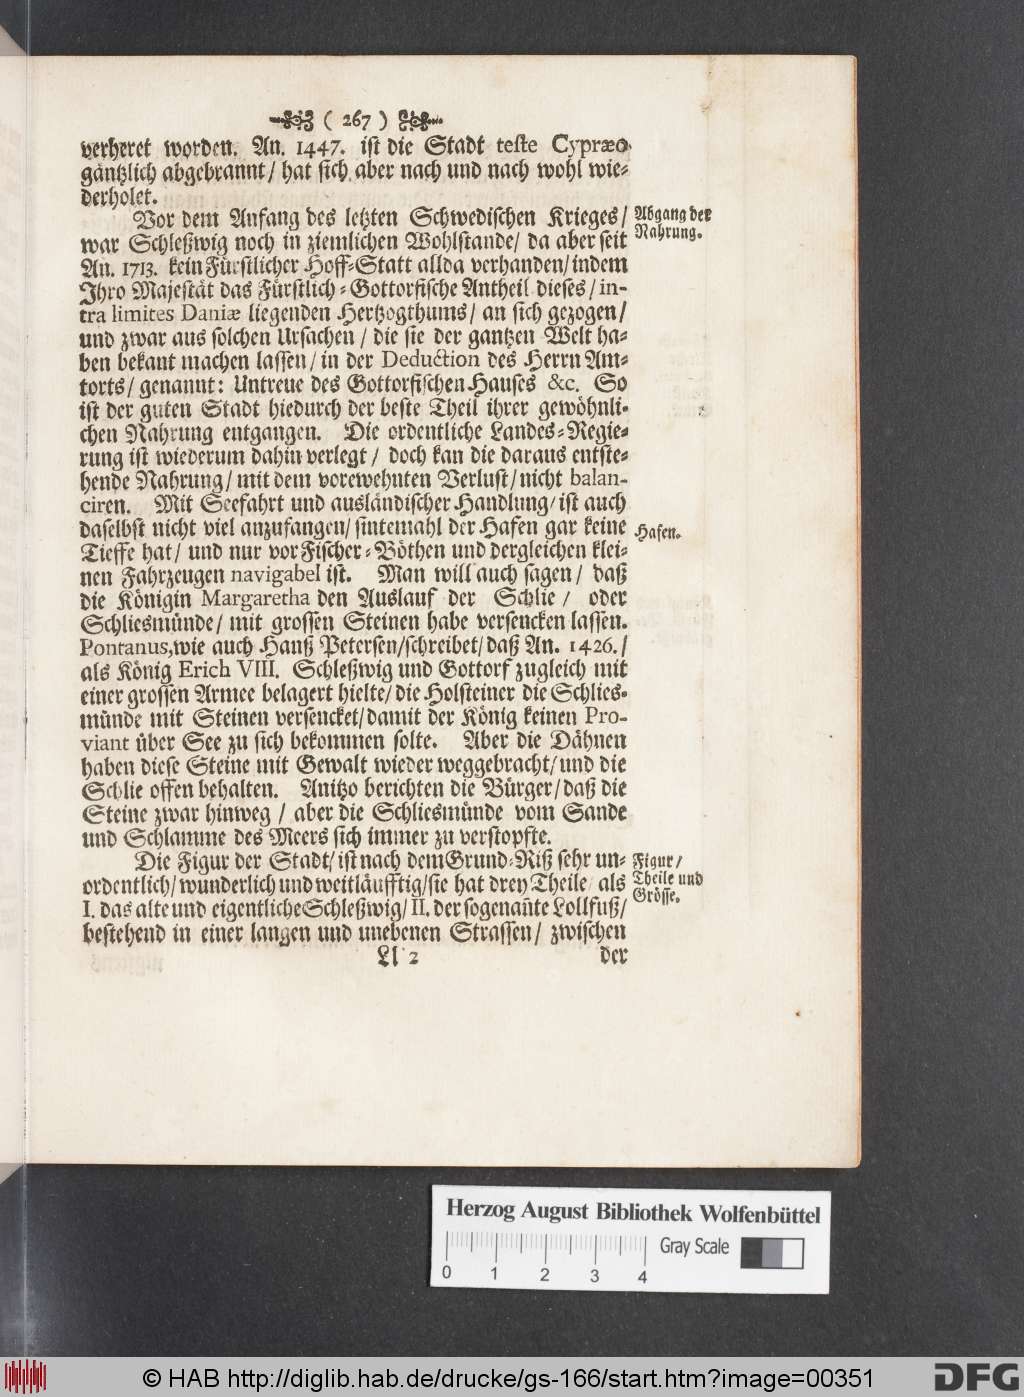 ( 267 )
verheret worden. An. 1447. ist die Stadt teste Cypræo
gäntzlich abgebrannt/ hat sich aber nach und nach wohl wie-
derholet.
Vor dem Anfang des letzten Schwedischen Krieges/
Abgang der
Nahrung.
war Schleßwig noch in ziemlichen Wohlstande/ da aber seit
An. 1713. kein Fürstlicher Hoff-Statt allda verhanden/ indem
Jhro Majestät das Fürstlich-Gottorfische Antheil dieses/ in-
tra limites Daniæ liegenden Hertzogthums/ an sich gezogen/
und zwar aus solchen Ursachen/ die sie der gantzen Welt ha-
ben bekant machen lassen/ in der Deduction des Herrn Am-
torts/ genannt: Untreue des Gottorfischen Hauses &c. So
ist der guten Stadt hiedurch der beste Theil ihrer gewöhnli-
chen Nahrung entgangen. Die ordentliche Landes-Regie-
rung ist wiederum dahin verlegt/ doch kan die daraus entste-
hende Nahrung/ mit dem vorewehnten Verlust/ nicht balan-
ciren. Mit Seefahrt und ausländischer Handlung/ ist auch
daselbst nicht viel anzufangen/ sintemahl der Hafen gar keine
Hafen.
Tieffe hat/ und nur vor Fischer-Böthen und dergleichen klei-
nen Fahrzeugen navigabel ist. Man will auch sagen/ daß
die Königin Margaretha den Auslauf der Schlie/ oder
Schliesmünde/ mit grossen Steinen habe versencken lassen.
Pontanus, wie auch Hanß Petersen/ schreibet/ daß An. 1426./
als König Erich VIII. Schleßwig und Gottorf zugleich mit
einer grossen Armee belagert hielte/ die Holsteiner die Schlies-
münde mit Steinen versencket/ damit der König keinen Pro-
viant über See zu sich bekommen solte. Aber die Dähnen
haben diese Steine mit Gewalt wieder weggebracht/ und die
Schlie offen behalten. Anitzo berichten die Bürger/ daß die
Steine zwar hinweg/ aber die Schliesmünde vom Sande
und Schlamme des Meers sich immer zu verstopfte.
Die Figur der Stadt/ ist nach dem Grund-Riß sehr un-
Figur/
Theile und
Grösse.
ordentlich/ wunderlich und weitläufftig/ sie hat drey Theile/ als
I. das alte und eigentliche Schleßwig/ II. der sogenañte Lollfuß/
bestehend in einer langen und unebenen Strassen/ zwischen
Ll 2 der
Herzog August Bibliothek Wolfenbüttel
Gray Scale
0 1 2 3 4
© HAB http://diglib.hab.de/drucke/gs-166/start.htm?image=00351
DFG